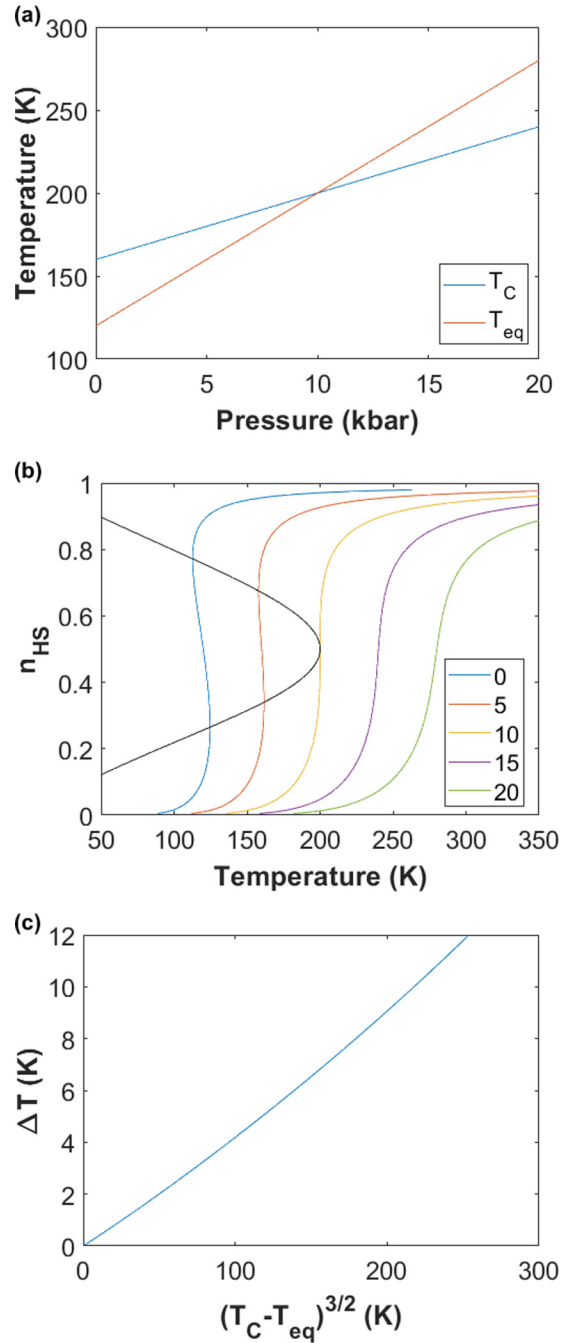 (a)
300
250
200
150
100
Temperature (K)
T_C
T_eq
0 5 10 15 20
Pressure (kbar)
(b)
1
0.8
0.6
0.4
0.2
0
n_HS
0
5
10
15
20
50 100 150 200 250 300 350
Temperature (K)
(c)
12
10
8
6
4
2
0
ΔT (K)
0 100 200 300
(T_C-T_eq)^3/2 (K)